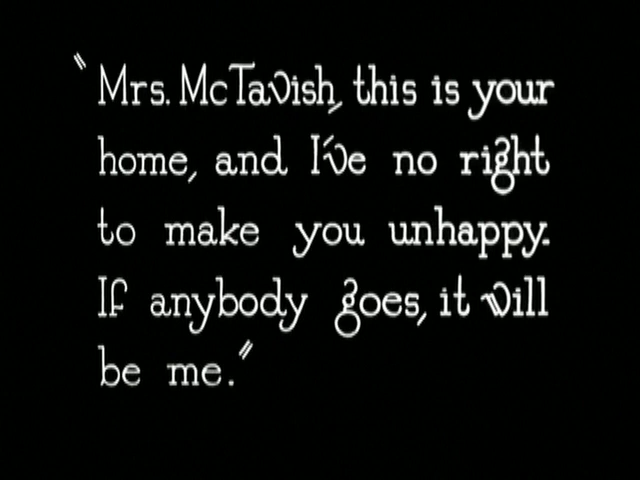 "Mrs. McTavish, this is your
home, and I've no right
to make you unhappy.
If anybody goes, it will
be me."